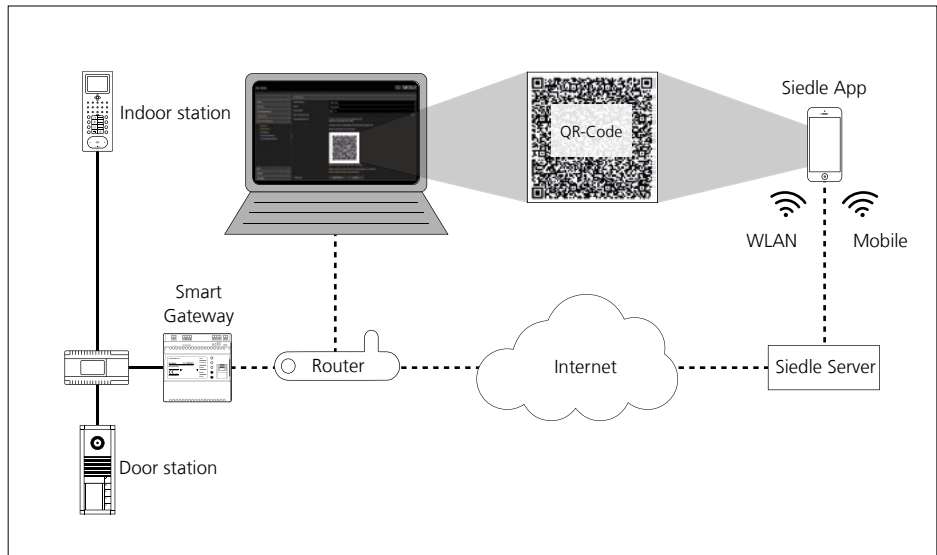 Siedle App
Indoor station
QR-Code
WLAN
Mobile
Smart
Gateway
Router
Internet
Siedle Server
Door station